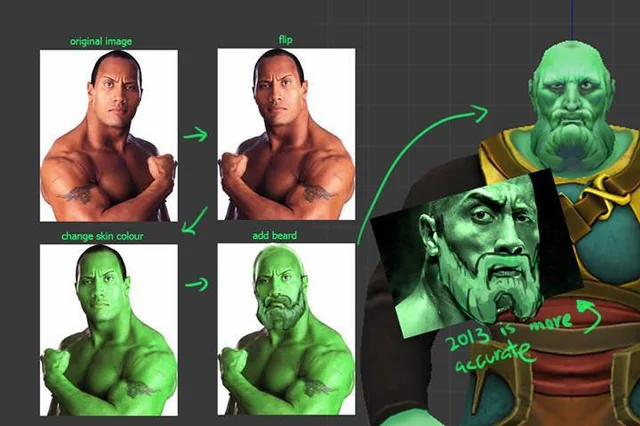 original image
flip
change skin colour
add beard
2013 is more
accurate